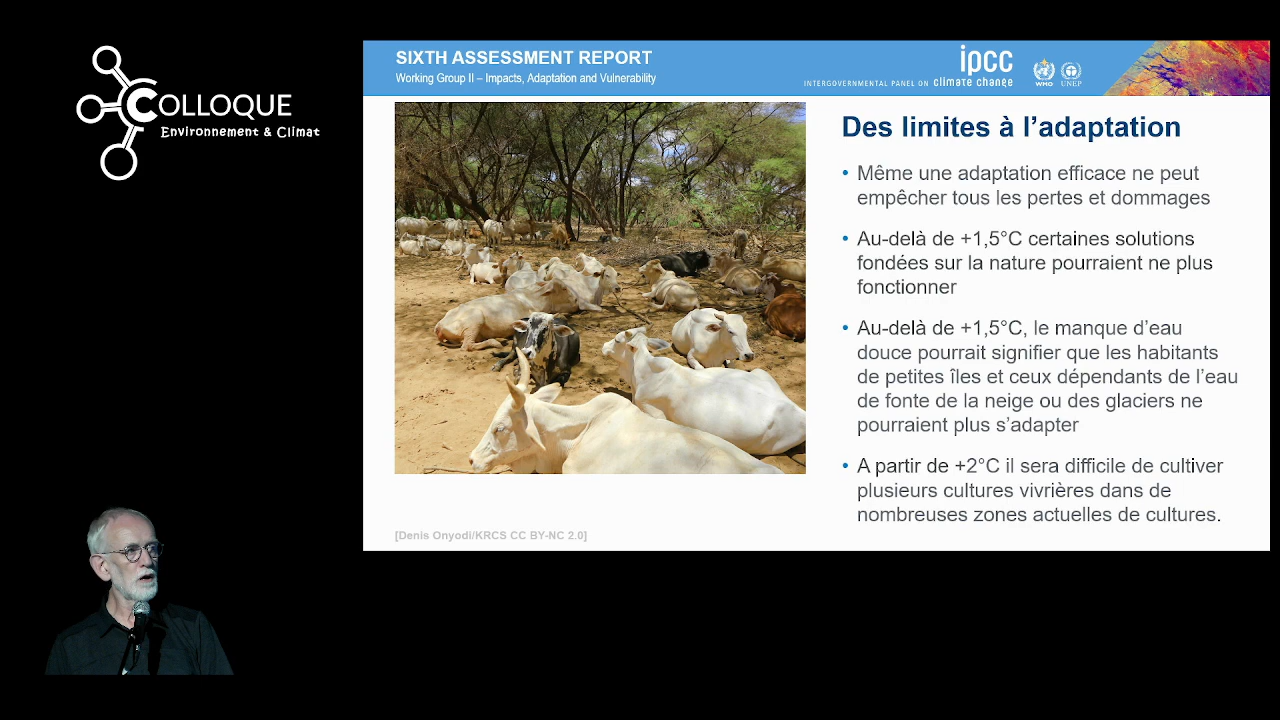 COLLOQUE
Environnement & Climat
SIXTH ASSESSMENT REPORT
Working Group II – Impacts, Adaptation and Vulnerability
ipcc
INTERGOVERNMENTAL PANEL ON climate change
WMO
UNEP
Des limites à l’adaptation
• Même une adaptation efficace ne peut
empêcher tous les pertes et dommages
• Au-delà de +1,5°C certaines solutions
fondées sur la nature pourraient ne plus
fonctionner
• Au-delà de +1,5°C, le manque d’eau
douce pourrait signifier que les habitants
de petites îles et ceux dépendants de l’eau
de fonte de la neige ou des glaciers ne
pourraient plus s’adapter
• A partir de +2°C il sera difficile de cultiver
plusieurs cultures vivrières dans de
nombreuses zones actuelles de cultures.
[Denis Onyodi/KRCS CC BY-NC 2.0]